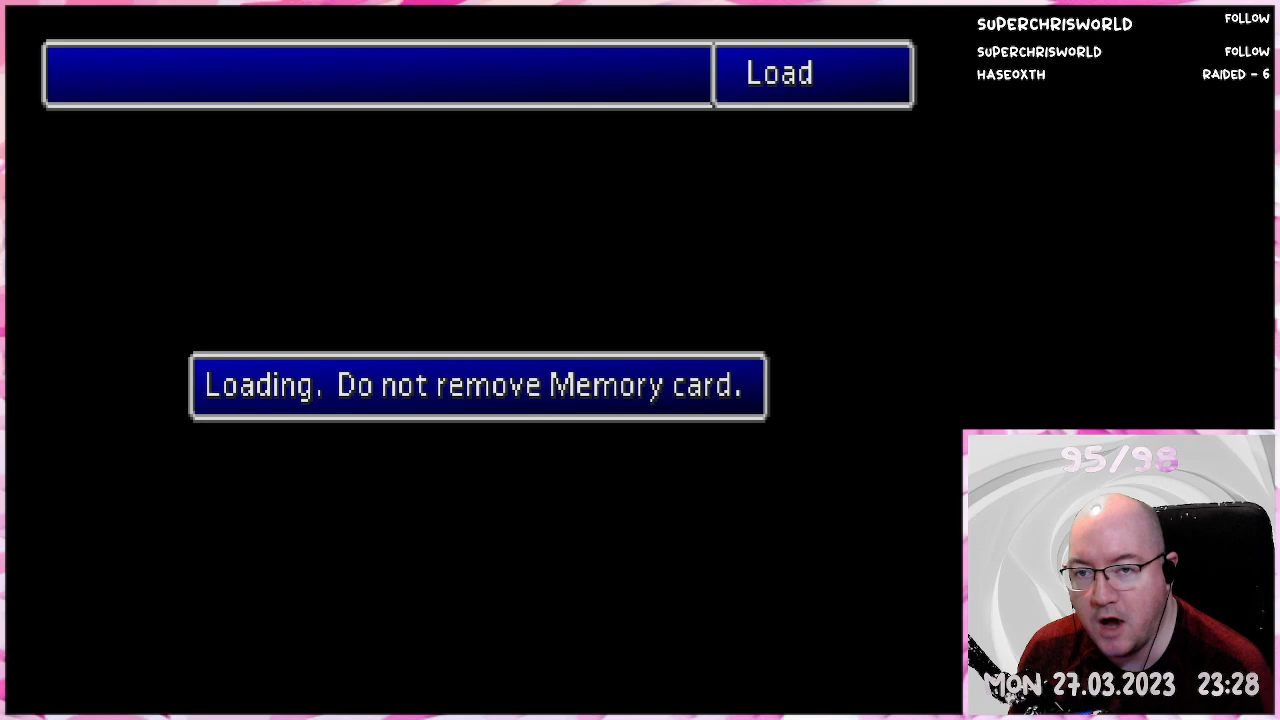 Load
Loading. Do not remove Memory card.
SUPERCHRISWORLD FOLLOW
SUPERCHRISWORLD FOLLOW
HASEOXTH RAIDED - 6
95/98
MON 27.03.2023 23:28